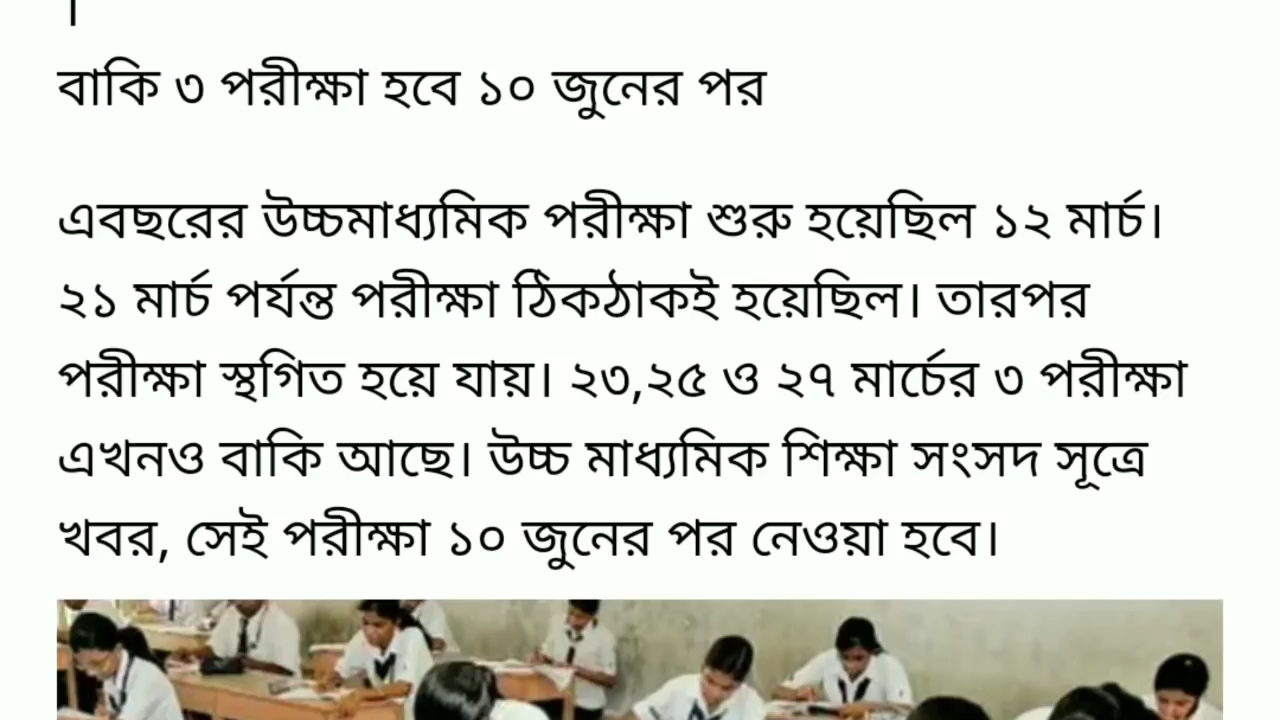 ।
বাকি ৩ পরীক্ষা হবে ১০ জুনের পর
এবছরের উচ্চমাধ্যমিক পরীক্ষা শুরু হয়েছিল ১২ মার্চ।
২১ মার্চ পর্যন্ত পরীক্ষা ঠিকঠাকই হয়েছিল। তারপর
পরীক্ষা স্থগিত হয়ে যায়। ২৩,২৫ ও ২৭ মার্চের ৩ পরীক্ষা
এখনও বাকি আছে। উচ্চ মাধ্যমিক শিক্ষা সংসদ সূত্রে
খবর, সেই পরীক্ষা ১০ জুনের পর নেওয়া হবে।